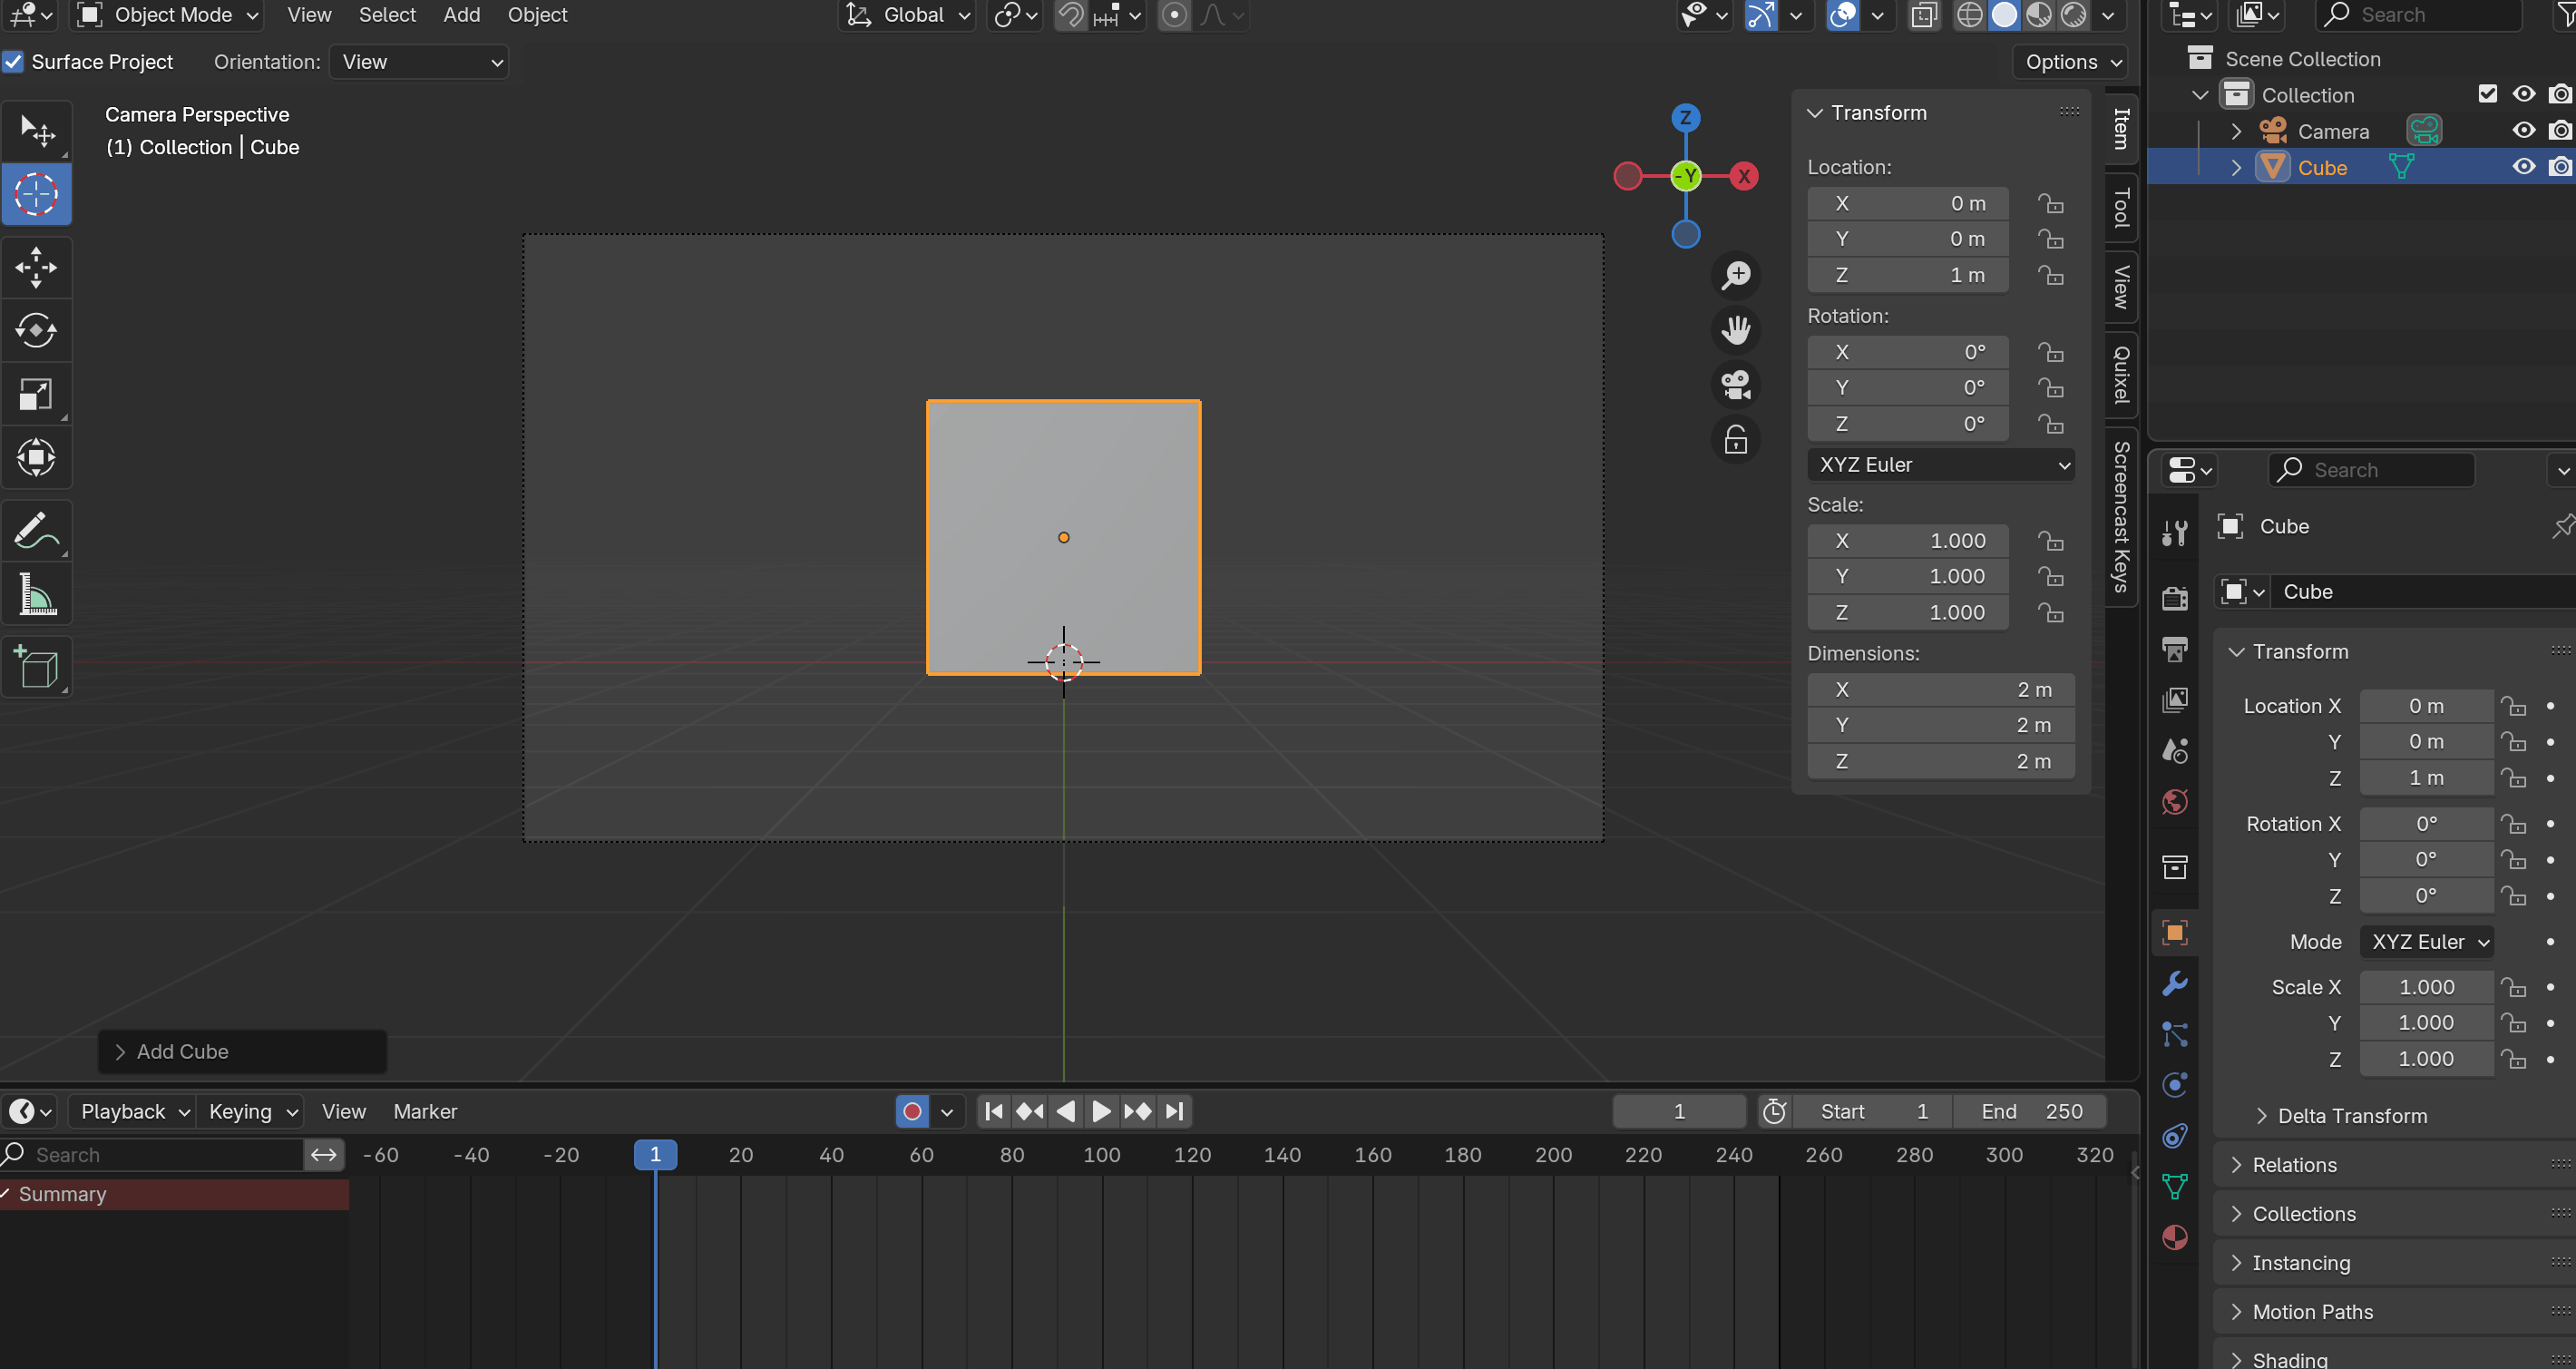 Object Mode View Select Add Object Global Search
Surface Project Orientation: View Options
Camera Perspective
(1) Collection | Cube
Z
-Y X
Transform
Location:
X 0 m
Y 0 m
Z 1 m
Rotation:
X 0°
Y 0°
Z 0°
XYZ Euler
Scale:
X 1.000
Y 1.000
Z 1.000
Dimensions:
X 2 m
Y 2 m
Z 2 m
Item
Tool
View
Quixel
Screencast Keys
Scene Collection
Collection
Camera
Cube
Search
Cube
Cube
Transform
Location X 0 m
Y 0 m
Z 1 m
Rotation X 0°
Y 0°
Z 0°
Mode XYZ Euler
Scale X 1.000
Y 1.000
Z 1.000
Delta Transform
Relations
Collections
Instancing
Motion Paths
Shading
Add Cube
Playback Keying View Marker 1 Start 1 End 250
Search -60 -40 -20 1 20 40 60 80 100 120 140 160 180 200 220 240 260 280 300 320
Summary